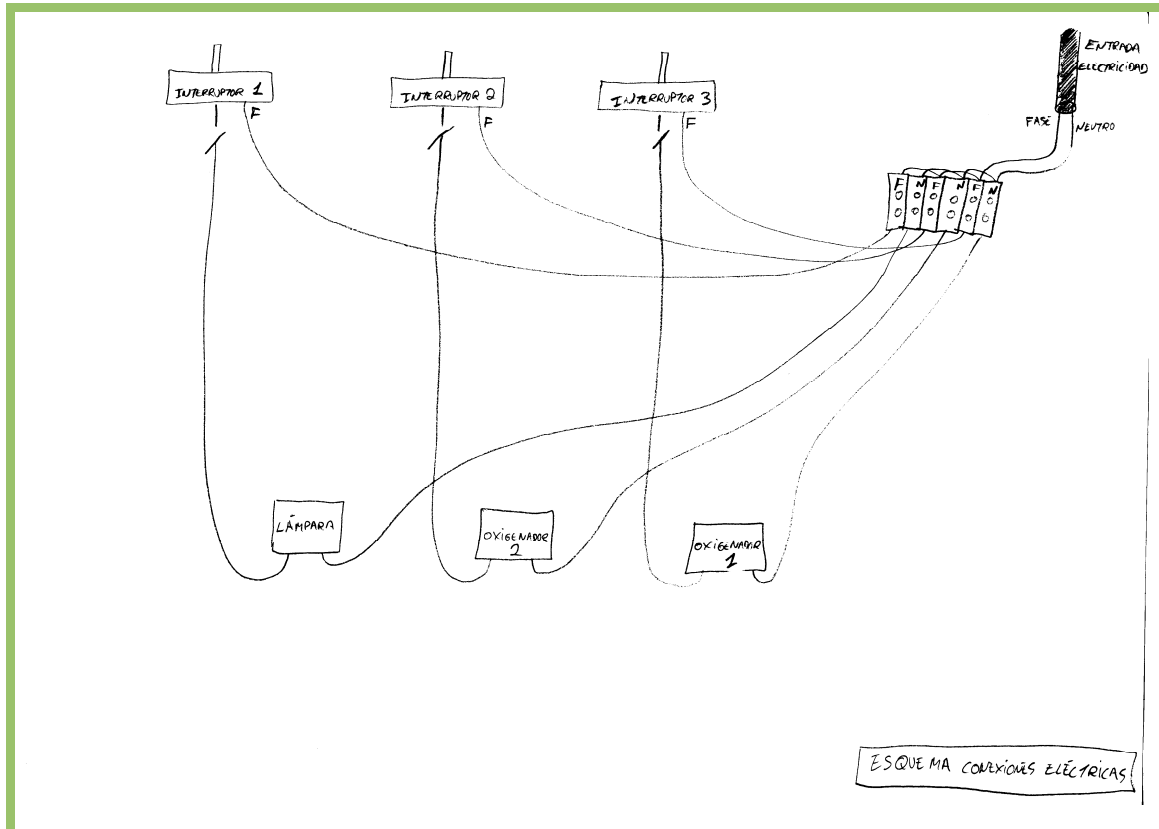 ENTRADA
ELECTRICIDAD
INTERRUPTOR 1
INTERRUPTOR 2
INTERRUPTOR 3
F
F
F
FASE
NEUTRO
F N F N F N
LÁMPARA
OXIGENADOR
2
OXIGENADOR
1
ESQUEMA CONEXIONES ELÉCTRICAS